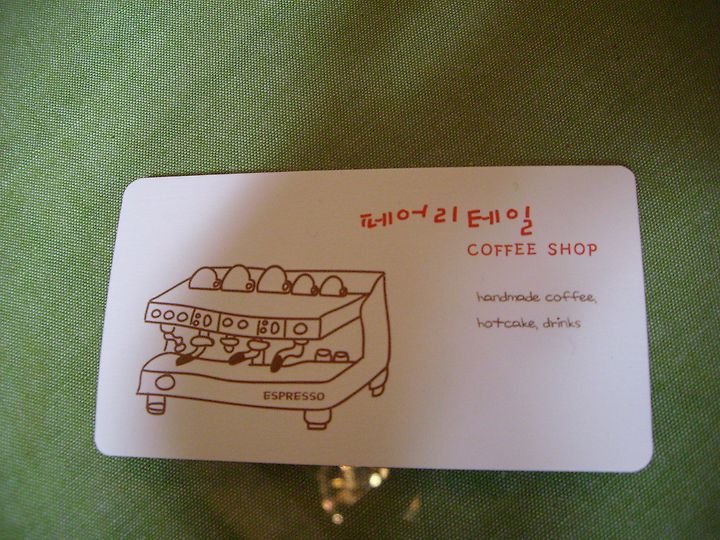 페어리테일
COFFEE SHOP
handmade coffee,
hotcake, drinks
ESPRESSO